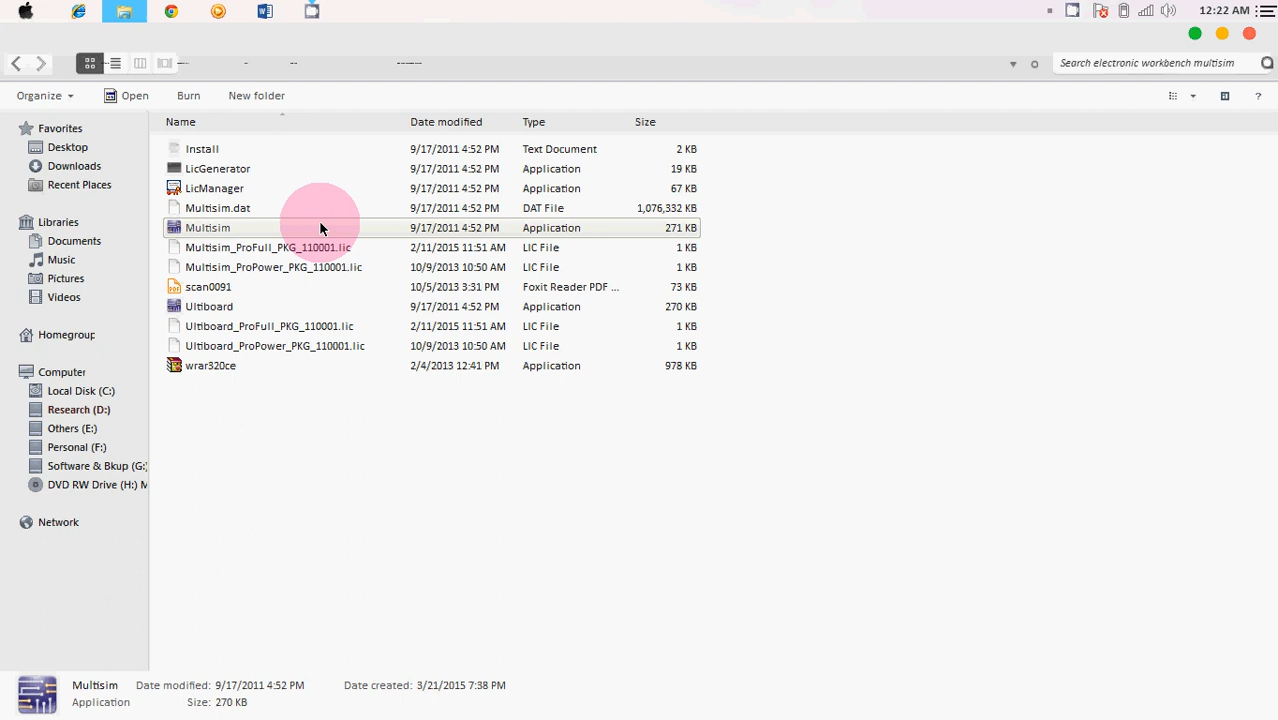 12:22 AM
Search electronic workbench multisim
Organize Open Burn New folder
?
Name Date modified Type Size
Favorites
Desktop
Downloads
Recent Places
Libraries
Documents
Music
Pictures
Videos
Homegroup
Computer
Local Disk (C:)
Research (D:)
Others (E:)
Personal (F:)
Software & Bkup (G:
DVD RW Drive (H:) M
Network
Install 9/17/2011 4:52 PM Text Document 2 KB
LicGenerator 9/17/2011 4:52 PM Application 19 KB
LicManager 9/17/2011 4:52 PM Application 67 KB
Multisim.dat 9/17/2011 4:52 PM DAT File 1,076,332 KB
Multisim 9/17/2011 4:52 PM Application 271 KB
Multisim_ProFull_PKG_110001.lic 2/11/2015 11:51 AM LIC File 1 KB
Multisim_ProPower_PKG_110001.lic 10/9/2013 10:50 AM LIC File 1 KB
scan0091 10/5/2013 3:31 PM Foxit Reader PDF ... 73 KB
Ultiboard 9/17/2011 4:52 PM Application 270 KB
Ultiboard_ProFull_PKG_110001.lic 2/11/2015 11:51 AM LIC File 1 KB
Ultiboard_ProPower_PKG_110001.lic 10/9/2013 10:50 AM LIC File 1 KB
wrar320ce 2/4/2013 12:41 PM Application 978 KB
Multisim Date modified: 9/17/2011 4:52 PM Date created: 3/21/2015 7:38 PM
Application Size: 270 KB